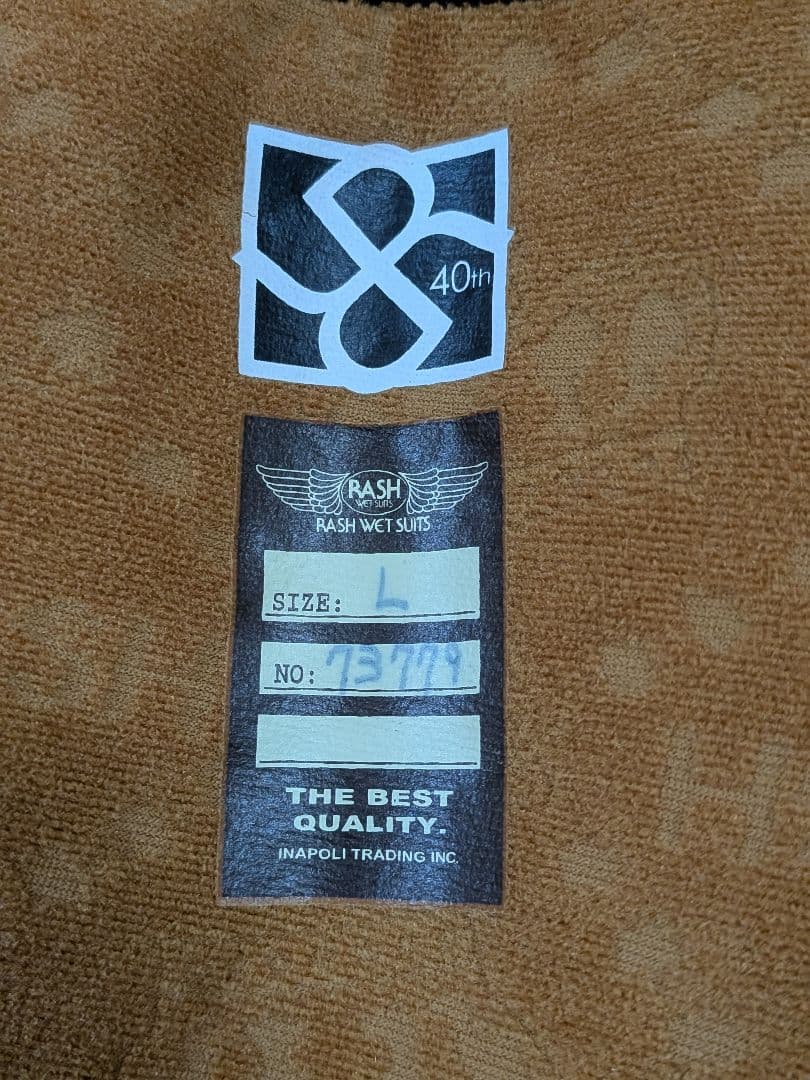 40th
RASH
WET SUITS
RASH WET SUITS
SIZE: L
NO: 73779
THE BEST
QUALITY.
INAPOLI TRADING INC.